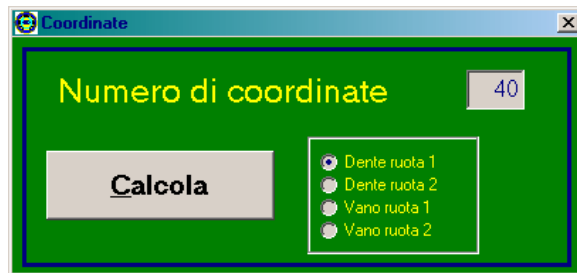 Coordinate
Numero di coordinate 40
Calcola
Dente ruota 1
Dente ruota 2
Vano ruota 1
Vano ruota 2